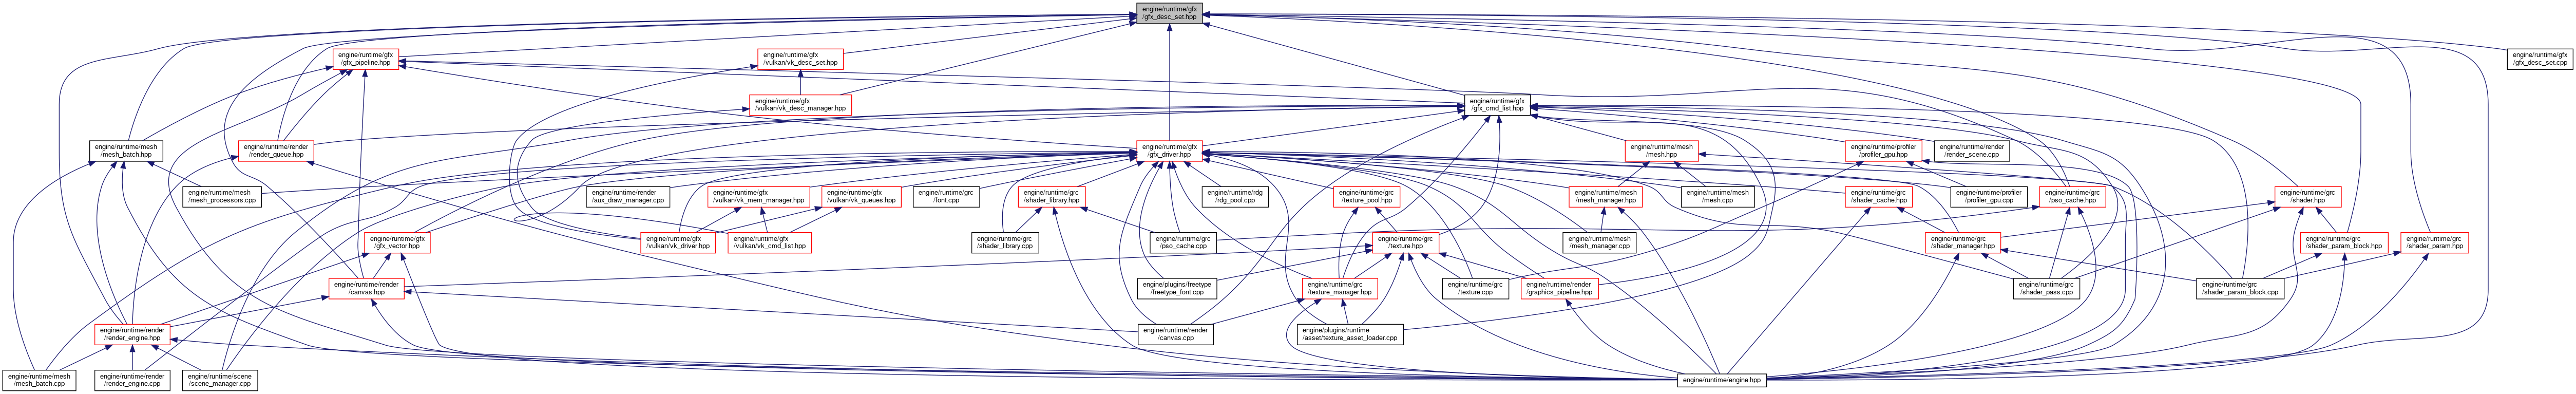 engine/runtime/gfx
/gfx_desc_set.hpp
engine/runtime/gfx
/gfx_pipeline.hpp
engine/runtime/gfx
/vulkan/vk_desc_set.hpp
engine/runtime/gfx
/gfx_desc_set.cpp
engine/runtime/gfx
/vulkan/vk_desc_manager.hpp
engine/runtime/gfx
/gfx_cmd_list.hpp
engine/runtime/mesh
/mesh_batch.hpp
engine/runtime/render
/render_queue.hpp
engine/runtime/gfx
/gfx_driver.hpp
engine/runtime/mesh
/mesh.hpp
engine/runtime/profiler
/profiler_gpu.hpp
engine/runtime/render
/render_scene.cpp
engine/runtime/mesh
/mesh_processors.cpp
engine/runtime/render
/aux_draw_manager.cpp
engine/runtime/gfx
/vulkan/vk_mem_manager.hpp
engine/runtime/gfx
/vulkan/vk_queues.hpp
engine/runtime/grc
/font.cpp
engine/runtime/grc
/shader_library.hpp
engine/runtime/rdg
/rdg_pool.cpp
engine/runtime/grc
/texture_pool.hpp
engine/runtime/mesh
/mesh_manager.hpp
engine/runtime/mesh
/mesh.cpp
engine/runtime/grc
/shader_cache.hpp
engine/runtime/profiler
/profiler_gpu.cpp
engine/runtime/grc
/pso_cache.hpp
engine/runtime/grc
/shader.hpp
engine/runtime/gfx
/gfx_vector.hpp
engine/runtime/gfx
/vulkan/vk_driver.hpp
engine/runtime/gfx
/vulkan/vk_cmd_list.hpp
engine/runtime/grc
/shader_library.cpp
engine/runtime/grc
/pso_cache.cpp
engine/runtime/grc
/texture.hpp
engine/runtime/mesh
/mesh_manager.cpp
engine/runtime/grc
/shader_manager.hpp
engine/runtime/grc
/shader_param_block.hpp
engine/runtime/grc
/shader_param.hpp
engine/runtime/render
/canvas.hpp
engine/plugins/freetype
/freetype_font.cpp
engine/runtime/grc
/texture_manager.hpp
engine/runtime/grc
/texture.cpp
engine/runtime/render
/graphics_pipeline.hpp
engine/runtime/grc
/shader_pass.cpp
engine/runtime/grc
/shader_param_block.cpp
engine/runtime/render
/render_engine.hpp
engine/runtime/render
/canvas.cpp
engine/plugins/runtime
/asset/texture_asset_loader.cpp
engine/runtime/mesh
/mesh_batch.cpp
engine/runtime/render
/render_engine.cpp
engine/runtime/scene
/scene_manager.cpp
engine/runtime/engine.hpp